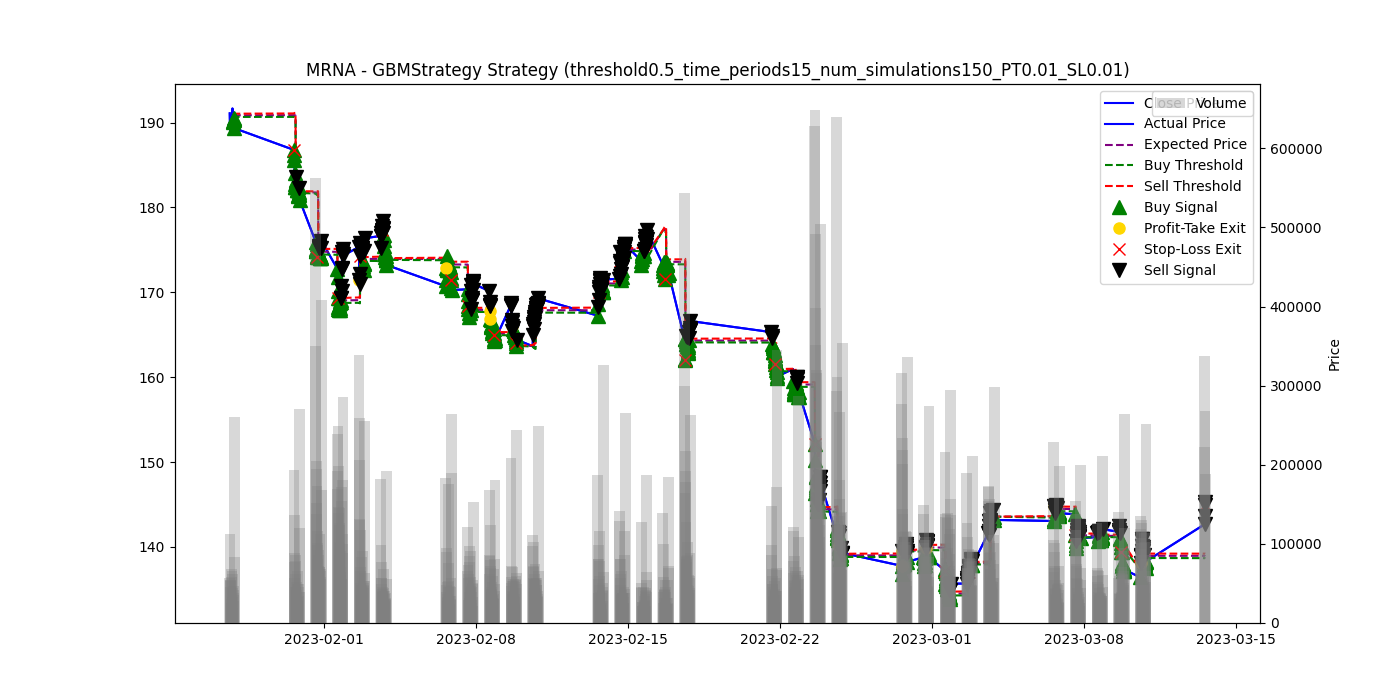 MRNA - GBMStrategy Strategy (threshold0.5_time_periods15_num_simulations150_PT0.01_SL0.01)
190
180
170
160
150
140
600000
500000
400000
300000
200000
100000
0
Price
2023-02-01
2023-02-08
2023-02-15
2023-02-22
2023-03-01
2023-03-08
2023-03-15
Close Price
Volume
Actual Price
Expected Price
Buy Threshold
Sell Threshold
Buy Signal
Profit-Take Exit
Stop-Loss Exit
Sell Signal